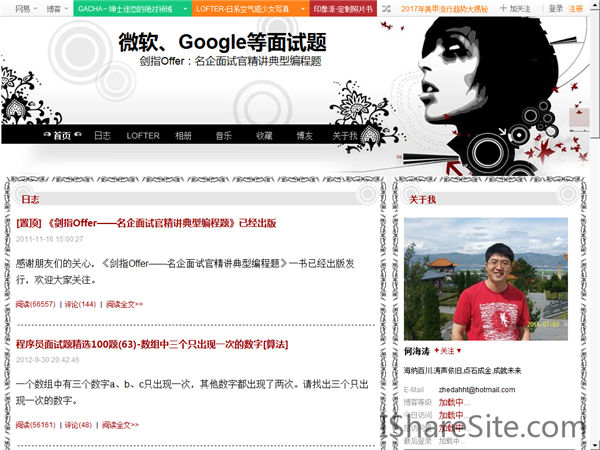 网易 博客 GACHA－绅士迷恋的绝对领域 LOFTER-日系空气感少女写真 印象派·定制照片书 2017年美甲流行趋势大揭秘 加关注 登录 注册
微软、Google等面试题
剑指Offer：名企面试官精讲典型编程题
首页 日志 LOFTER 相册 音乐 收藏 博友 关于我
日志
[置顶] 《剑指Offer——名企面试官精讲典型编程题》已经出版
2011-11-16 15:00:27
感谢朋友们的关心，《剑指Offer——名企面试官精讲典型编程题》一书已经出版发
行，欢迎大家关注。
阅读(66557) | 评论(144) | 阅读全文>>
程序员面试题精选100题(63)-数组中三个只出现一次的数字[算法]
2012-9-30 20:42:46
一个数组中有三个数字a、b、c只出现一次，其他数字都出现了两次。请找出三个只出
现一次的数字。
阅读(56161) | 评论(48) | 阅读全文>>
关于我
2014/07/03
何海涛 +关注
海纳百川,涛声依旧,点石成金,成就未来
E-Mail zhedahht@hotmail.com
博客等级 加载中...
今日访问 加载中...
总访问量 加载中...
最后登录 加载中...
IShareSite.com